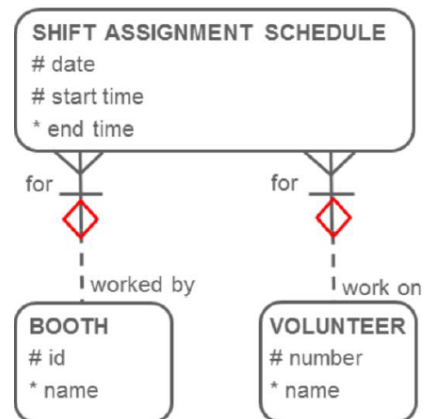 SHIFT ASSIGNMENT SCHEDULE
# date
# start time
* end time
for
for
worked by
work on
BOOTH
# id
* name
VOLUNTEER
# number
* name